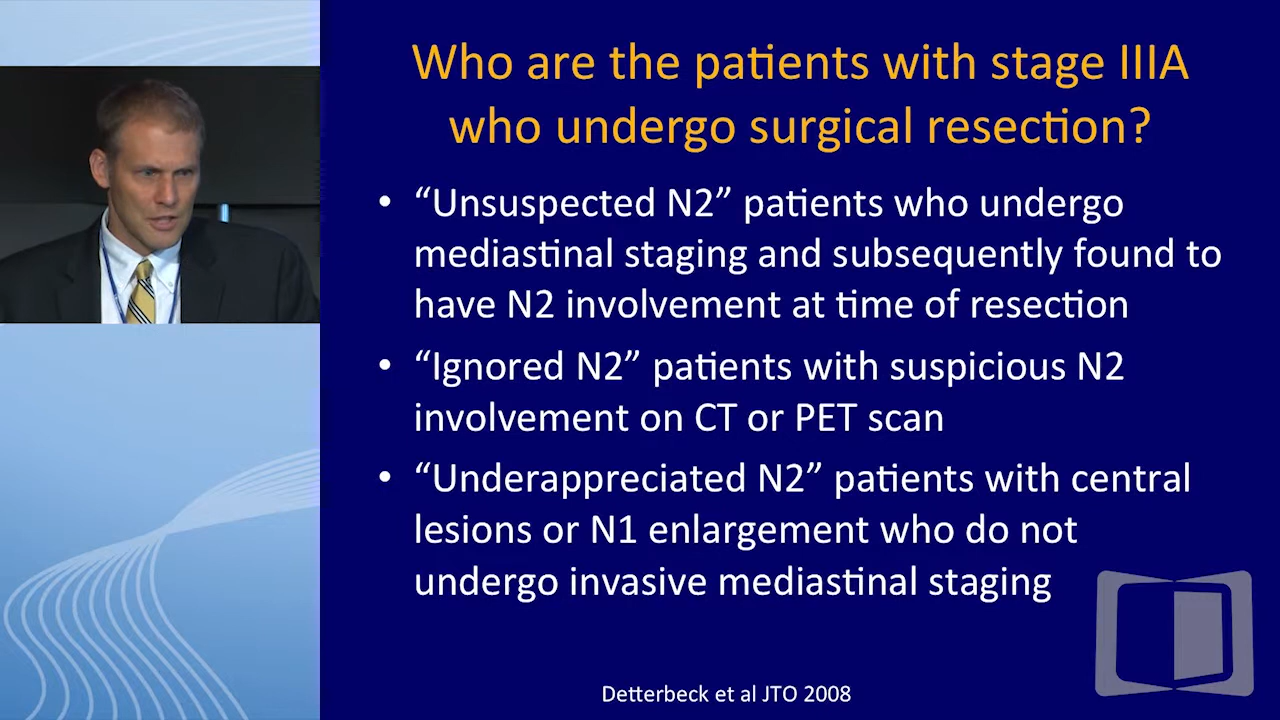 Who are the patients with stage IIIA
who undergo surgical resection?
• “Unsuspected N2” patients who undergo
mediastinal staging and subsequently found to
have N2 involvement at time of resection
• “Ignored N2” patients with suspicious N2
involvement on CT or PET scan
• “Underappreciated N2” patients with central
lesions or N1 enlargement who do not
undergo invasive mediastinal staging
Detterbeck et al JTO 2008